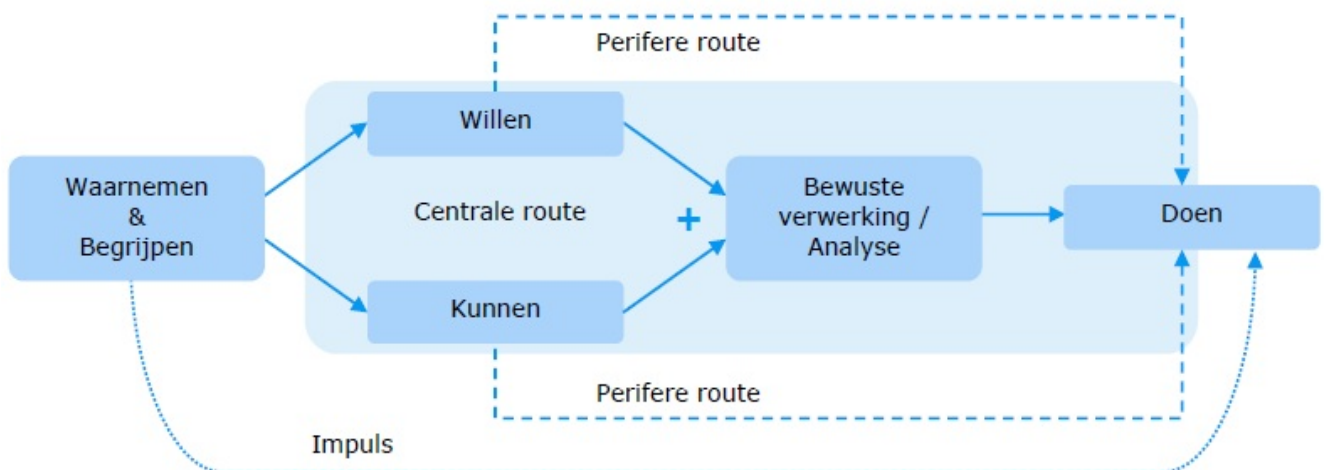 Perifere route
Willen
Waarnemen
&
Begrijpen
Centrale route
+
Bewuste
verwerking /
Analyse
Doen
Kunnen
Perifere route
Impuls